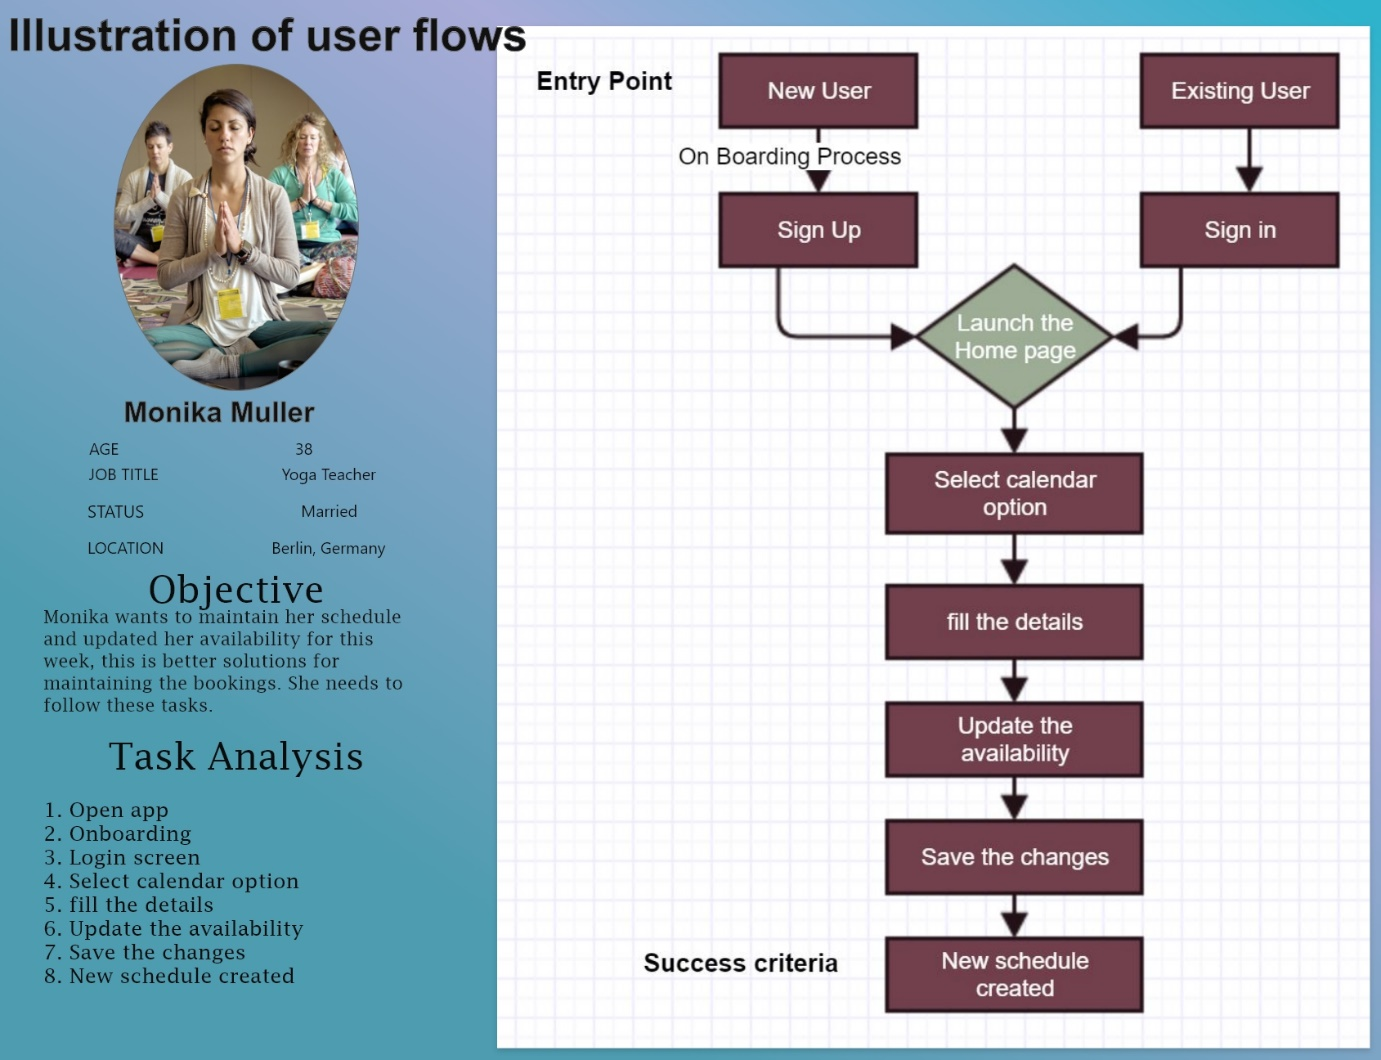 Illustration of user flows
Monika Muller
AGE 38
JOB TITLE Yoga Teacher
STATUS Married
LOCATION Berlin, Germany
Objective
Monika wants to maintain her schedule
and updated her availability for this
week, this is better solutions for
maintaining the bookings. She needs to
follow these tasks.
Task Analysis
1. Open app
2. Onboarding
3. Login screen
4. Select calendar option
5. fill the details
6. Update the availability
7. Save the changes
8. New schedule created
Entry Point
New User
Existing User
On Boarding Process
Sign Up
Sign in
Launch the
Home page
Select calendar
option
fill the details
Update the
availability
Save the changes
Success criteria
New schedule
created